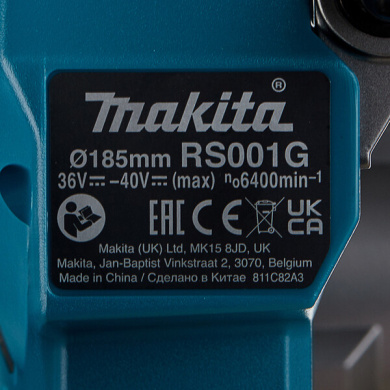 makita®
Ø185mm RS001G
36V⎓ –40V⎓ (max) n₀6400min⁻¹
EAC CE UK CA
Makita (UK) Ltd, MK15 8JD, UK
Makita, Jan-Baptist Vinkstraat 2, 3070, Belgium
Made in China / Сделано в Китае 811C82A3